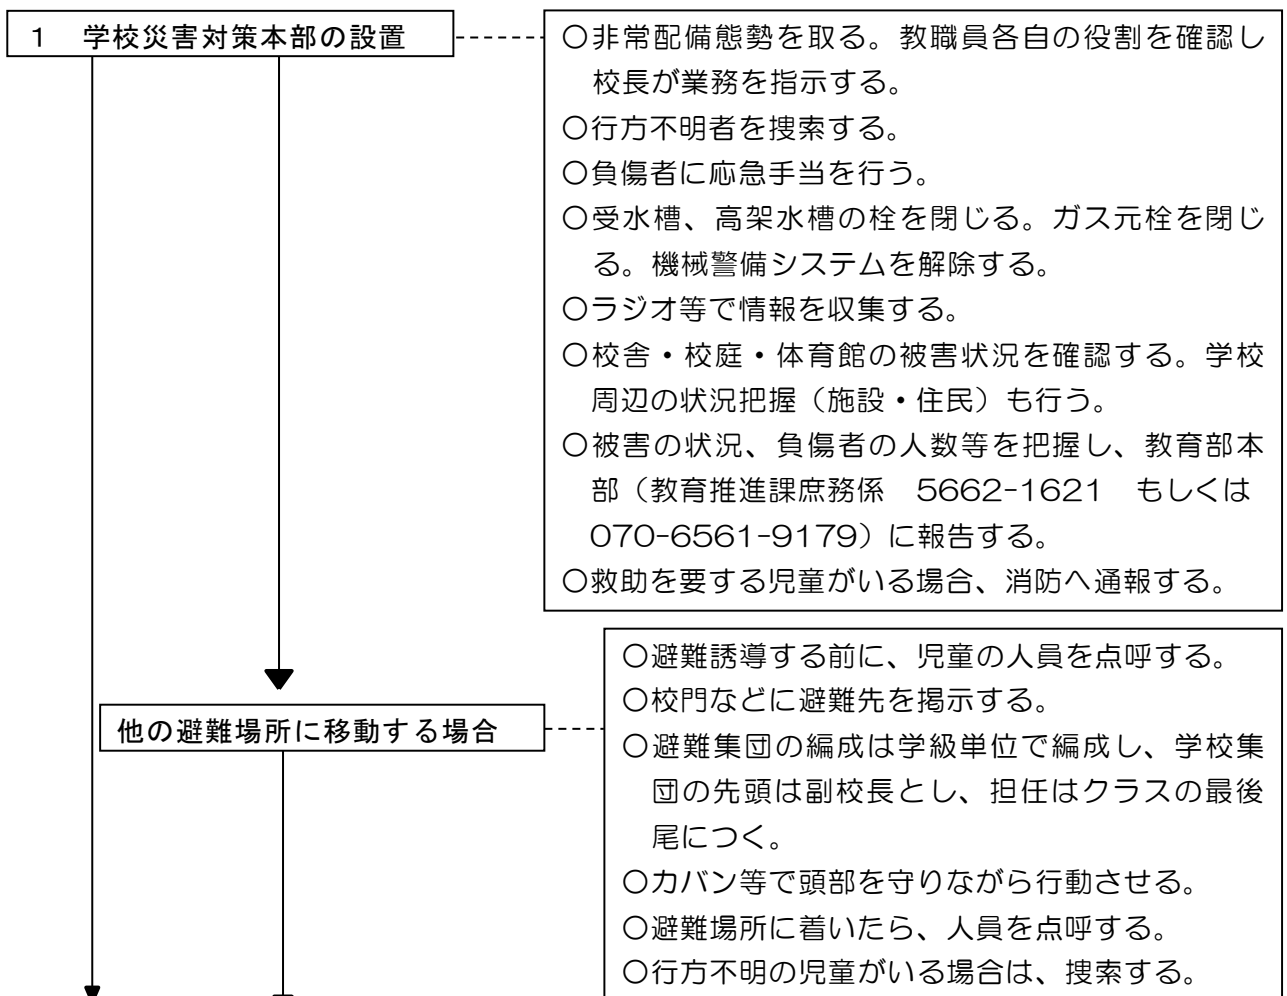 1　学校災害対策本部の設置
〇非常配備態勢を取る。教職員各自の役割を確認し
校長が業務を指示する。
〇行方不明者を捜索する。
〇負傷者に応急手当を行う。
〇受水槽、高架水槽の栓を閉じる。ガス元栓を閉じ
る。機械警備システムを解除する。
〇ラジオ等で情報を収集する。
〇校舎・校庭・体育館の被害状況を確認する。学校
周辺の状況把握（施設・住民）も行う。
〇被害の状況、負傷者の人数等を把握し、教育部本
部（教育推進課庶務係　5662-1621　もしくは
070-6561-9179）に報告する。
〇救助を要する児童がいる場合、消防へ通報する。
他の避難場所に移動する場合
〇避難誘導する前に、児童の人員を点呼する。
〇校門などに避難先を掲示する。
〇避難集団の編成は学級単位で編成し、学校集
団の先頭は副校長とし、担任はクラスの最後
尾につく。
〇カバン等で頭部を守りながら行動させる。
〇避難場所に着いたら、人員を点呼する。
〇行方不明の児童がいる場合は、捜索する。